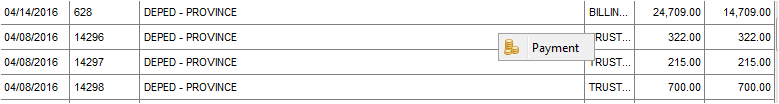 04/14/2016 628 DEPED - PROVINCE BILLIN... 24,709.00 14,709.00
04/08/2016 14296 DEPED - PROVINCE TRUST... 322.00 322.00
Payment
04/08/2016 14297 DEPED - PROVINCE TRUST... 215.00 215.00
04/08/2016 14298 DEPED - PROVINCE TRUST... 700.00 700.00